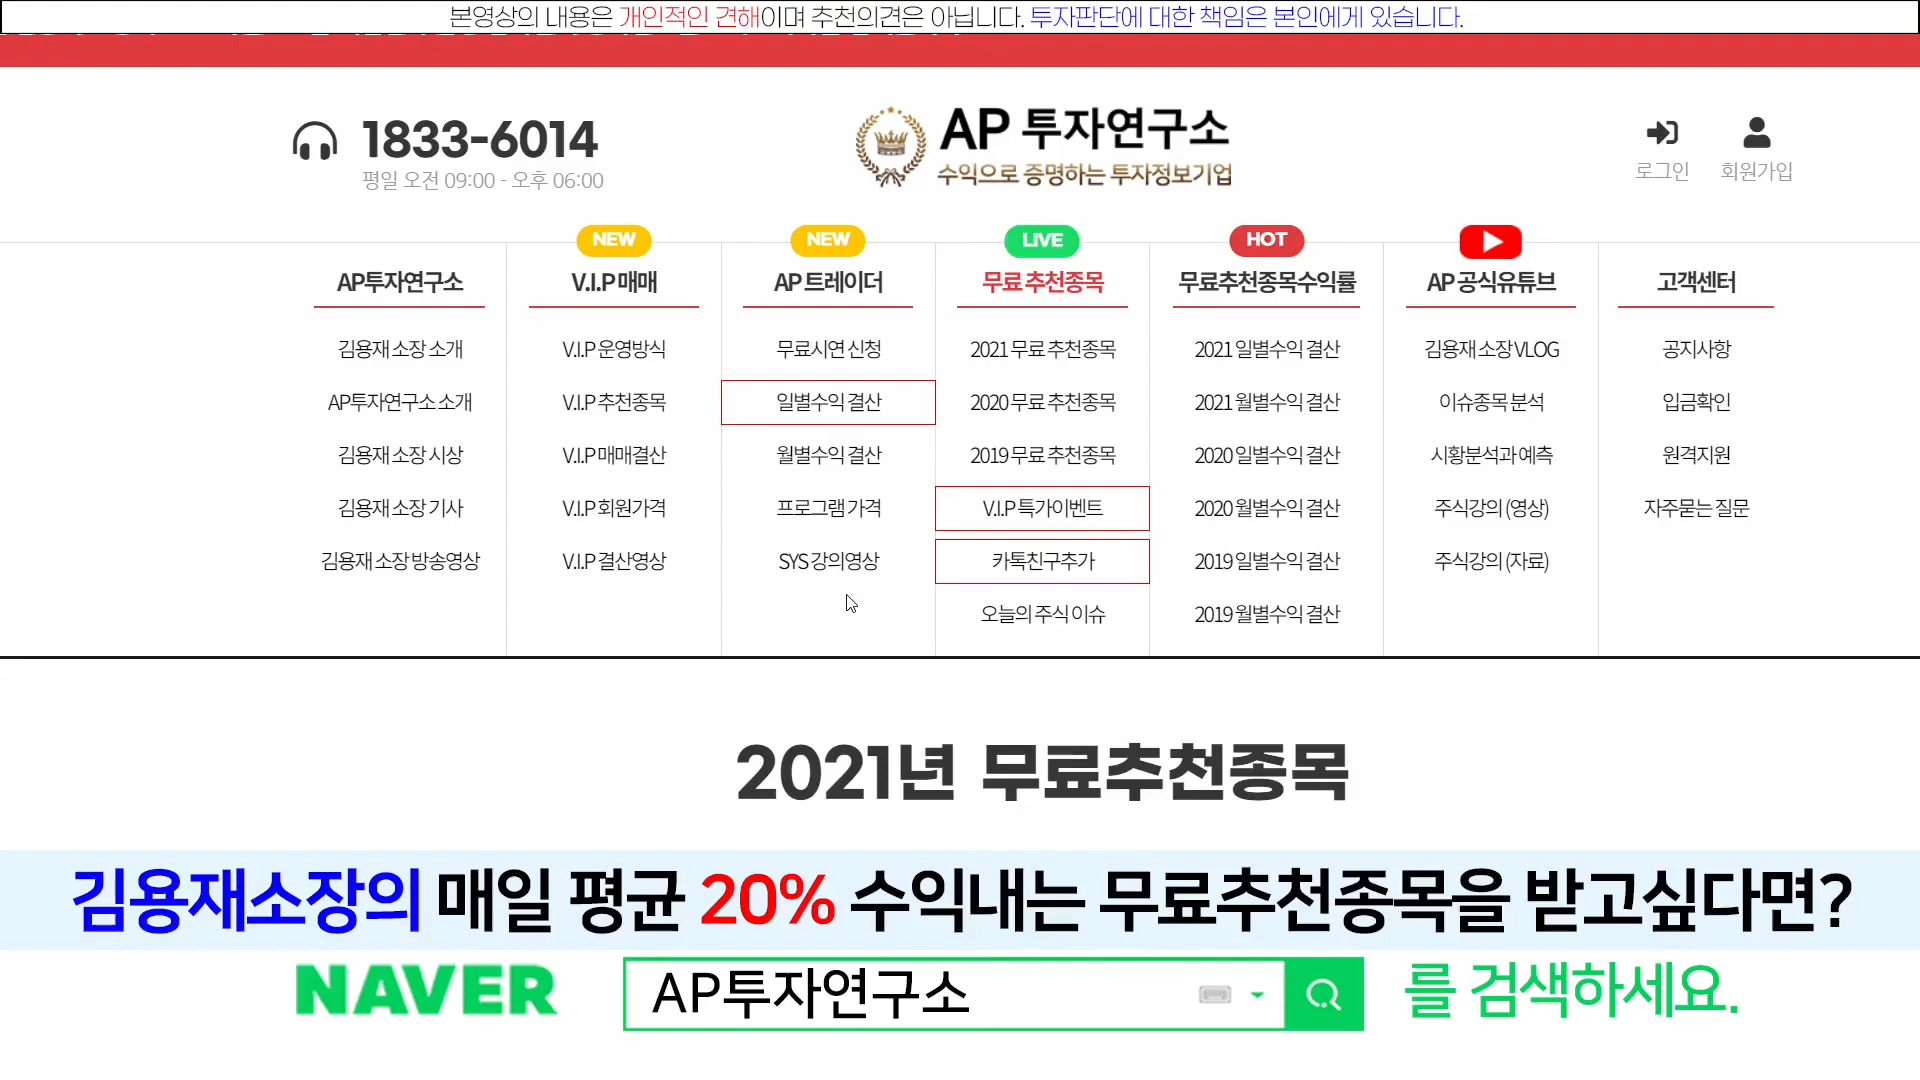 본영상의 내용은 개인적인 견해이며 추천의견은 아닙니다. 투자판단에 대한 책임은 본인에게 있습니다.
1833-6014
평일 오전 09:00 - 오후 06:00
AP 투자연구소
수익으로 증명하는 투자정보기업
로그인
회원가입
NEW
NEW
LIVE
HOT
AP투자연구소
V.I.P 매매
AP 트레이더
무료 추천종목
무료추천종목수익률
AP 공식유튜브
고객센터
김용재 소장 소개
V.I.P 운영방식
무료시연 신청
2021 무료 추천종목
2021 일별수익 결산
김용재 소장 VLOG
공지사항
AP투자연구소 소개
V.I.P 추천종목
일별수익 결산
2020 무료 추천종목
2021 월별수익 결산
이슈종목 분석
입금확인
김용재 소장 시상
V.I.P 매매결산
월별수익 결산
2019 무료 추천종목
2020 일별수익 결산
시황분석과 예측
원격지원
김용재 소장 기사
V.I.P 회원가격
프로그램 가격
V.I.P 특가이벤트
2020 월별수익 결산
주식강의 (영상)
자주묻는 질문
김용재 소장 방송영상
V.I.P 결산영상
SYS 강의영상
카톡친구추가
2019 일별수익 결산
주식강의 (자료)
오늘의 주식 이슈
2019 월별수익 결산
2021년 무료추천종목
김용재소장의 매일 평균 20% 수익내는 무료추천종목을 받고싶다면?
NAVER AP투자연구소 를 검색하세요.